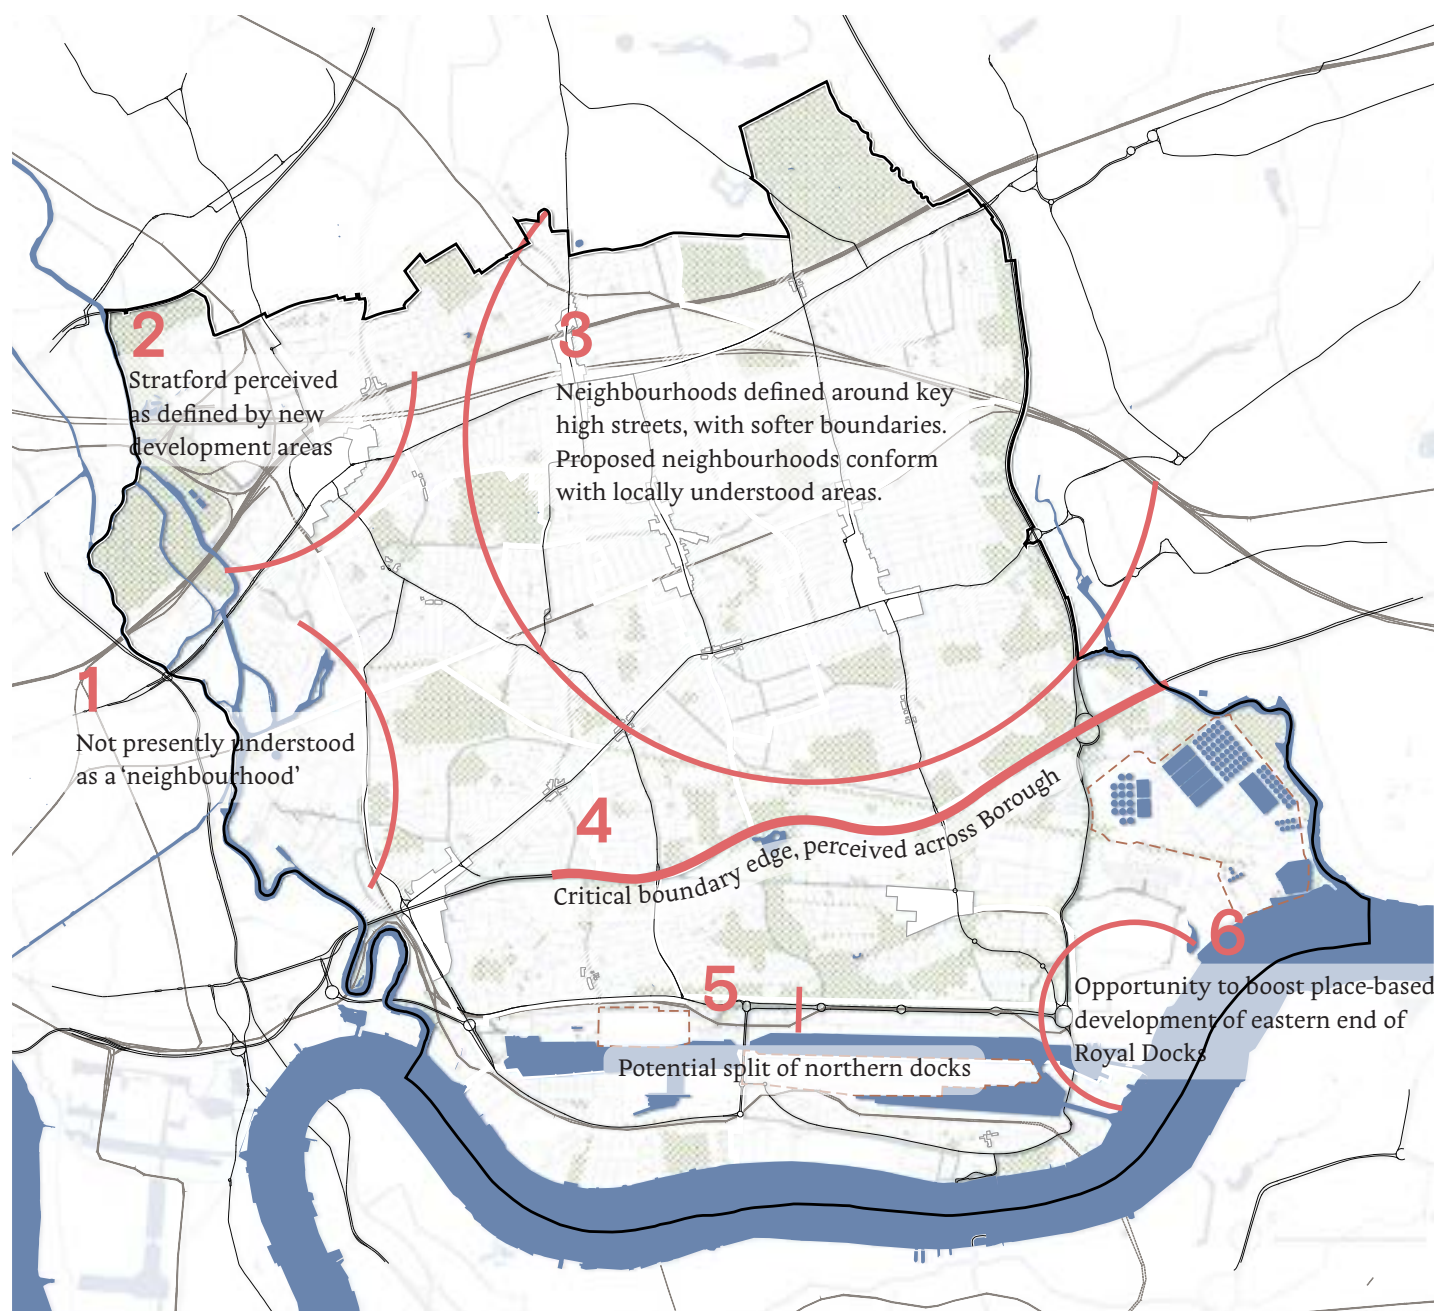 2
Stratford perceived
as defined by new
development areas
3
Neighbourhoods defined around key
high streets, with softer boundaries.
Proposed neighbourhoods conform
with locally understood areas.
1
Not presently understood
as a ‘neighbourhood’
4
Critical boundary edge, perceived across Borough
5
Potential split of northern docks
6
Opportunity to boost place-based
development of eastern end of
Royal Docks